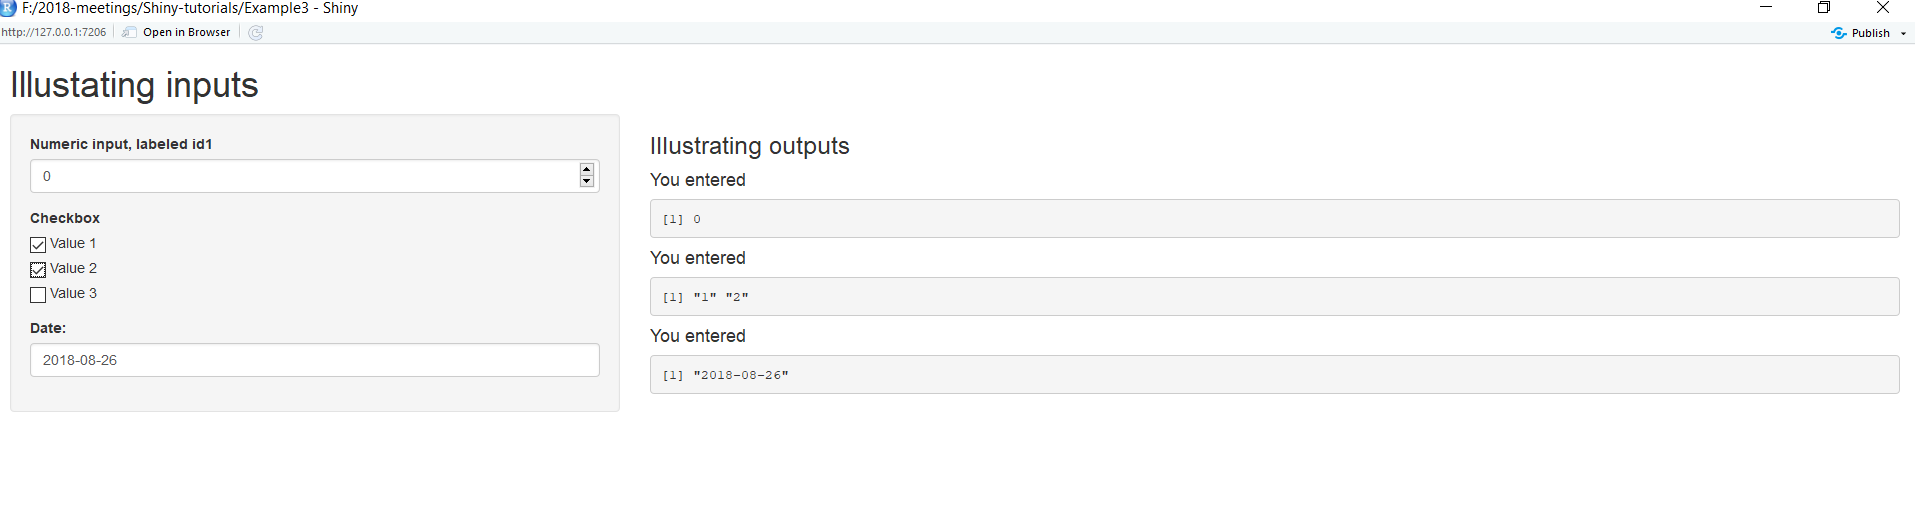 F:/2018-meetings/Shiny-tutorials/Example3 - Shiny
http://127.0.0.1:7206 Open in Browser Publish
Illustating inputs
Numeric input, labeled id1
0
Checkbox
Value 1
Value 2
Value 3
Date:
2018-08-26
Illustrating outputs
You entered
[1] 0
You entered
[1] "1" "2"
You entered
[1] "2018-08-26"